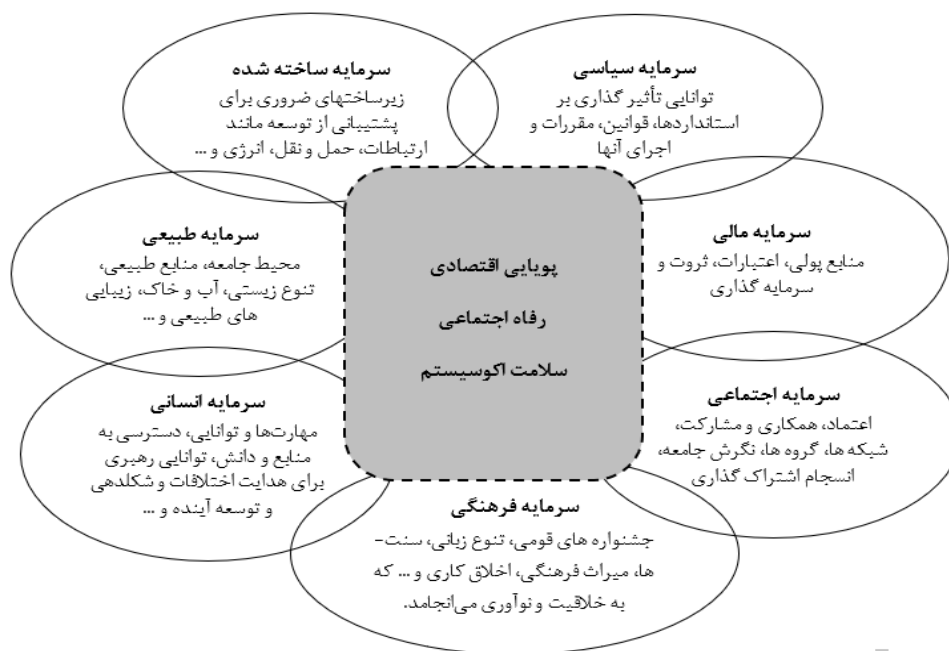 سرمایه سیاسی
توانایی تأثیر گذاری بر
استانداردها، قوانین، مقررات و
اجرای آنها
سرمایه ساخته شده
زیرساختهای ضروری برای
پشتیبانی از توسعه مانند
ارتباطات، حمل و نقل، انرژی و ...
سرمایه مالی
منابع پولی، اعتبارات، ثروت و
سرمایه گذاری
پویایی اقتصادی
رفاه اجتماعی
سلامت اکوسیستم
سرمایه طبیعی
محیط جامعه، منابع طبیعی،
تنوع زیستی، آب و خاک، زیبایی
های طبیعی و ...
سرمایه اجتماعی
اعتماد، همکاری و مشارکت،
شبکه ها، گروه ها، نگرش جامعه،
انسجام اشتراک گذاری
سرمایه انسانی
مهارت‌ها و توانایی، دسترسی به
منابع و دانش، توانایی رهبری
برای هدایت اختلافات و شکلدهی
و توسعه آینده و ...
سرمایه فرهنگی
جشنواره های قومی، تنوع زبانی، سنت-
ها، میراث فرهنگی، اخلاق کاری و ... که
به خلاقیت و نوآوری می‌انجامد.